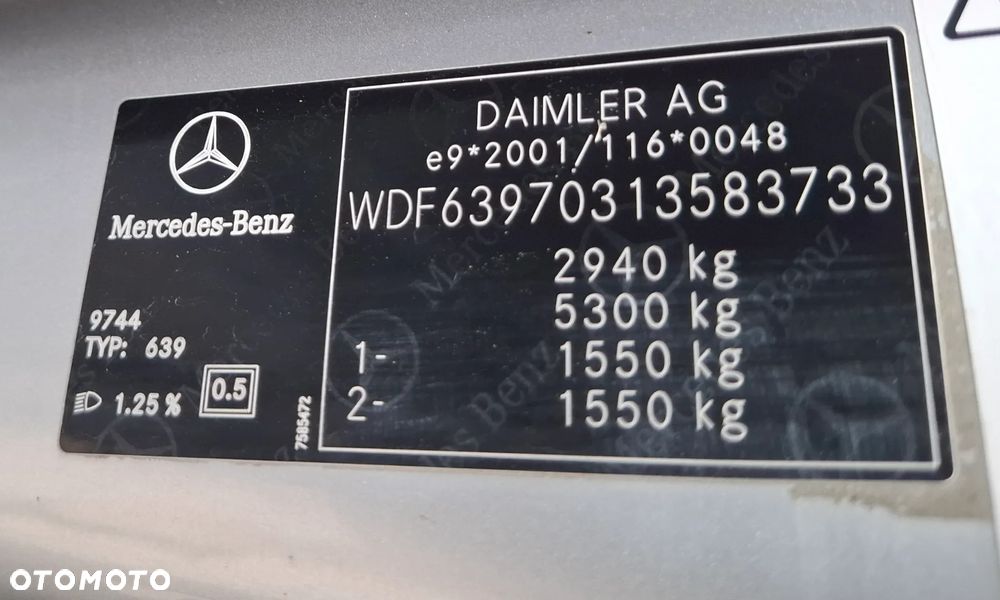 DAIMLER AG
e9*2001/116*0048
WDF63970313583733
2940 kg
5300 kg
1- 1550 kg
2- 1550 kg
Mercedes-Benz
9744
TYP: 639
1.25 %
0.5
7585472
OTOMOTO